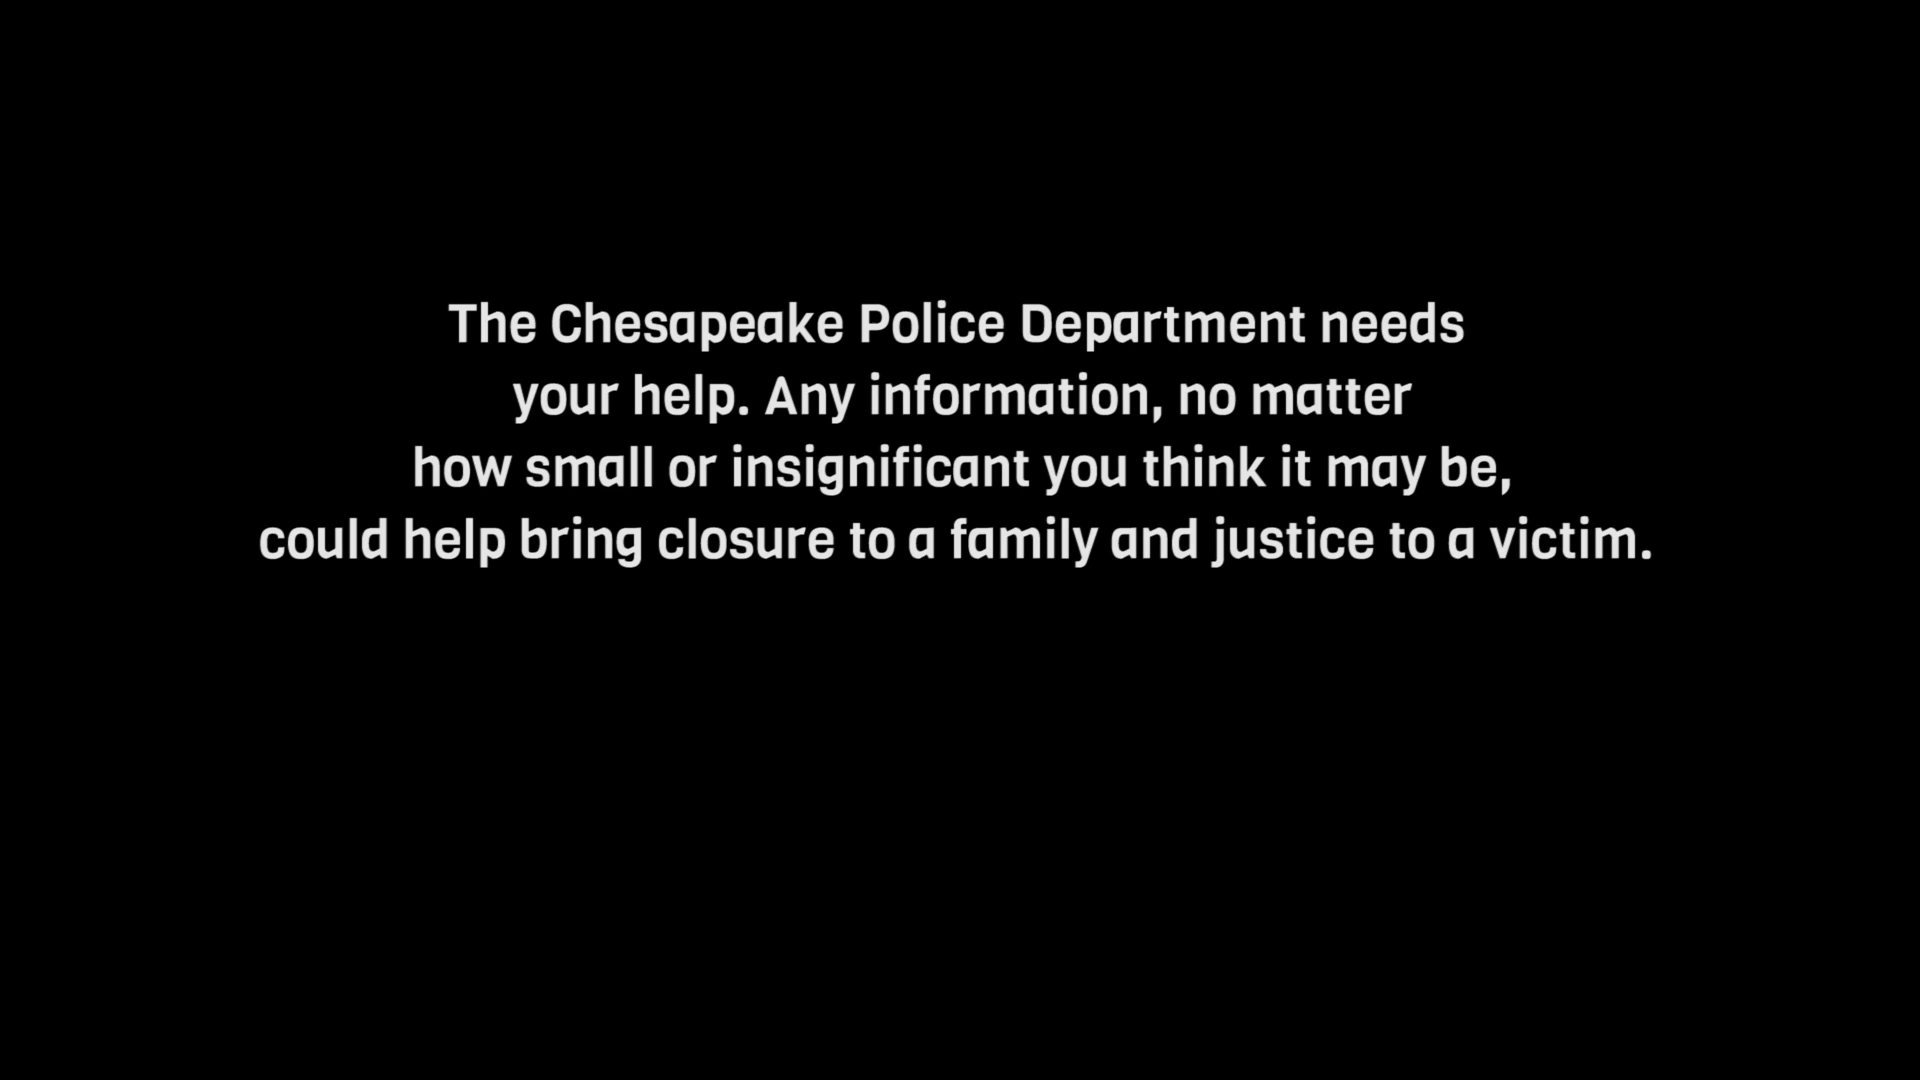 The Chesapeake Police Department needs
your help. Any information, no matter
how small or insignificant you think it may be,
could help bring closure to a family and justice to a victim.